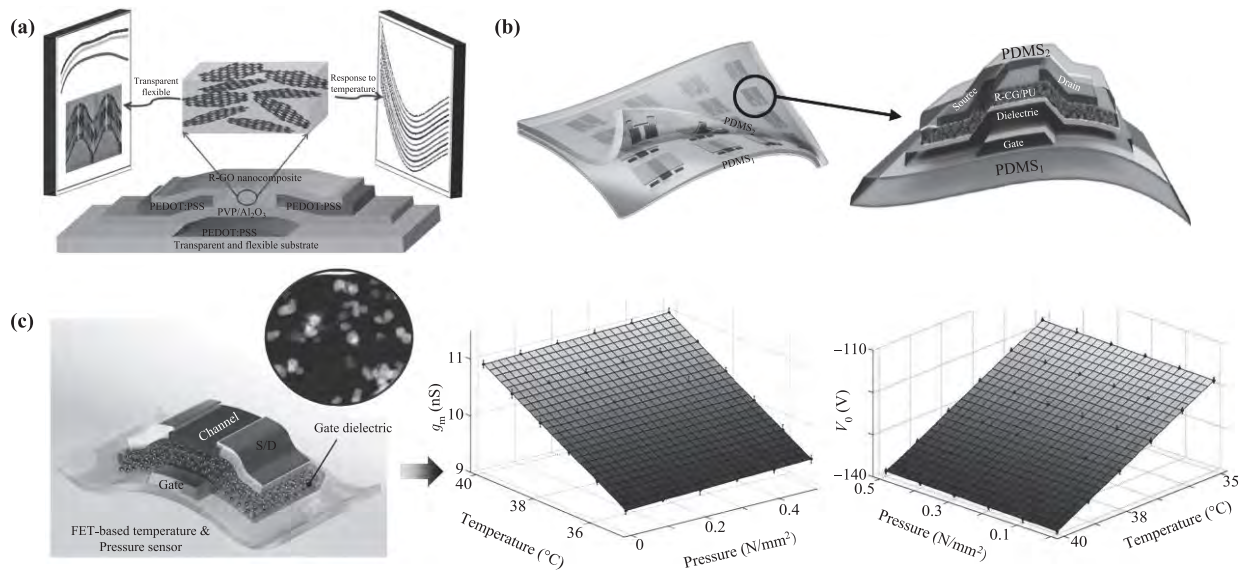 (a)
Transparent
flexible
Response to
temperature
R-GO nanocomposite
PEDOT:PSS
PEDOT:PSS
PVP/Al₂O₃
PEDOT:PSS
Transparent and flexible substrate
(b)
PDMS₂
PDMS₁
PDMS₂
Source
Drain
R-CG/PU
Dielectric
Gate
PDMS₁
(c)
Channel
S/D
Gate dielectric
Gate
FET-based temperature &
Pressure sensor
11
10
9
gₘ (nS)
40
38
36
Temperature (°C)
0
0.2
0.4
Pressure (N/mm²)
−110
−140
V₀ (V)
0.5
0.3
0.1
Pressure (N/mm²)
40
38
35
Temperature (°C)